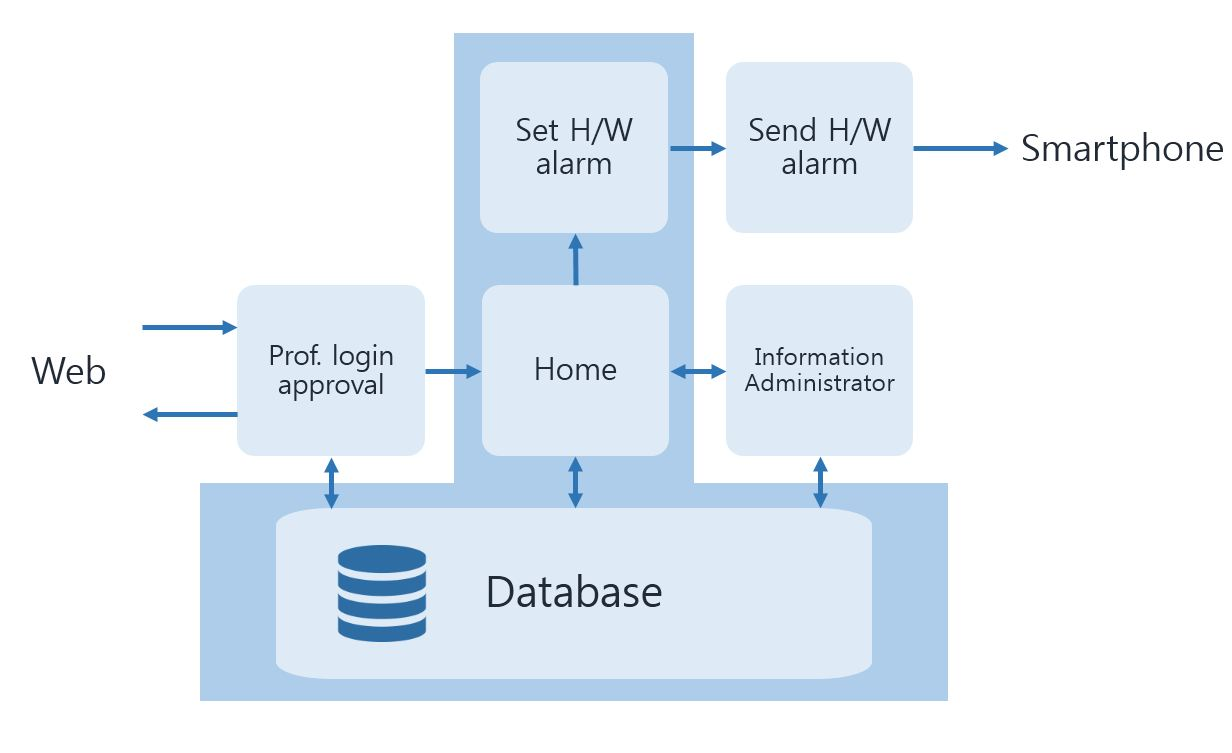 Set H/W
alarm
Send H/W
alarm
Smartphone
Web
Prof. login
approval
Home
Information
Administrator
Database